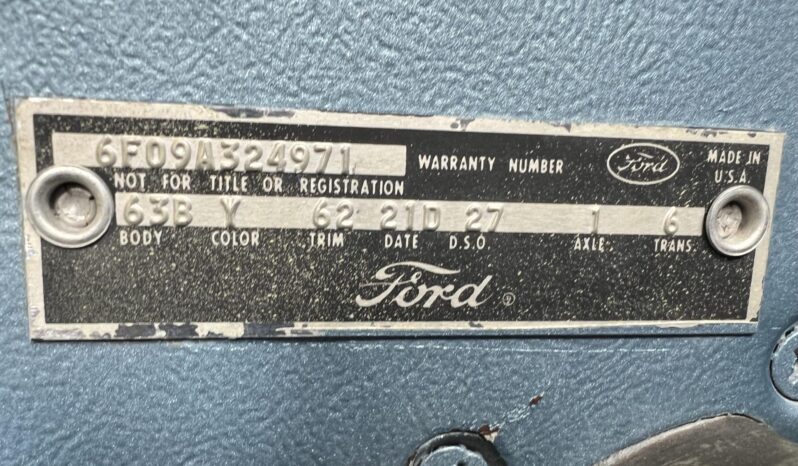 6F09A324971 WARRANTY NUMBER Ford MADE IN U.S.A.
NOT FOR TITLE OR REGISTRATION
63B Y 62 21D 27 1 6
BODY COLOR TRIM DATE D.S.O. AXLE TRANS.
Ford ®